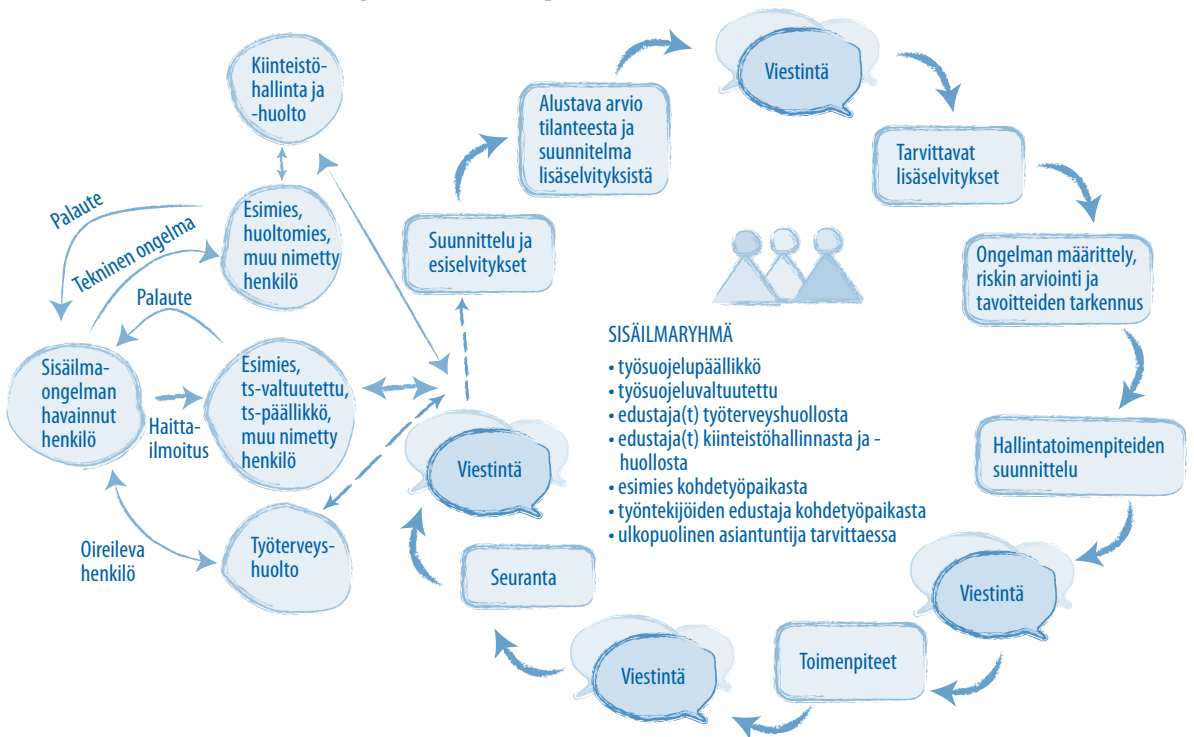 Kiinteistö-
hallinta ja
-huolto
Palaute
Tekninen ongelma
Esimies,
huoltomies,
muu nimetty
henkilö
Palaute
Sisäilma-
ongelman
havainnut
henkilö
Haitta-
ilmoitus
Esimies,
ts-valtuutettu,
ts-päällikkö,
muu nimetty
henkilö
Oireileva
henkilö
Työterveys-
huolto
Viestintä
Suunnittelu ja
esiselvitykset
Alustava arvio
tilanteesta ja
suunnitelma
lisäselvityksistä
Viestintä
Tarvittavat
lisäselvitykset
Ongelman määrittely,
riskin arviointi ja
tavoitteiden tarkennus
Hallintatoimenpiteiden
suunnittelu
Viestintä
Toimenpiteet
Viestintä
Seuranta
SISÄILMARYHMÄ
• työsuojelupäällikkö
• työsuojeluvaltuutettu
• edustaja(t) työterveyshuollosta
• edustaja(t) kiinteistöhallinnasta ja -
huollosta
• esimies kohdetyöpaikasta
• työntekijöiden edustaja kohdetyöpaikasta
• ulkopuolinen asiantuntija tarvittaessa